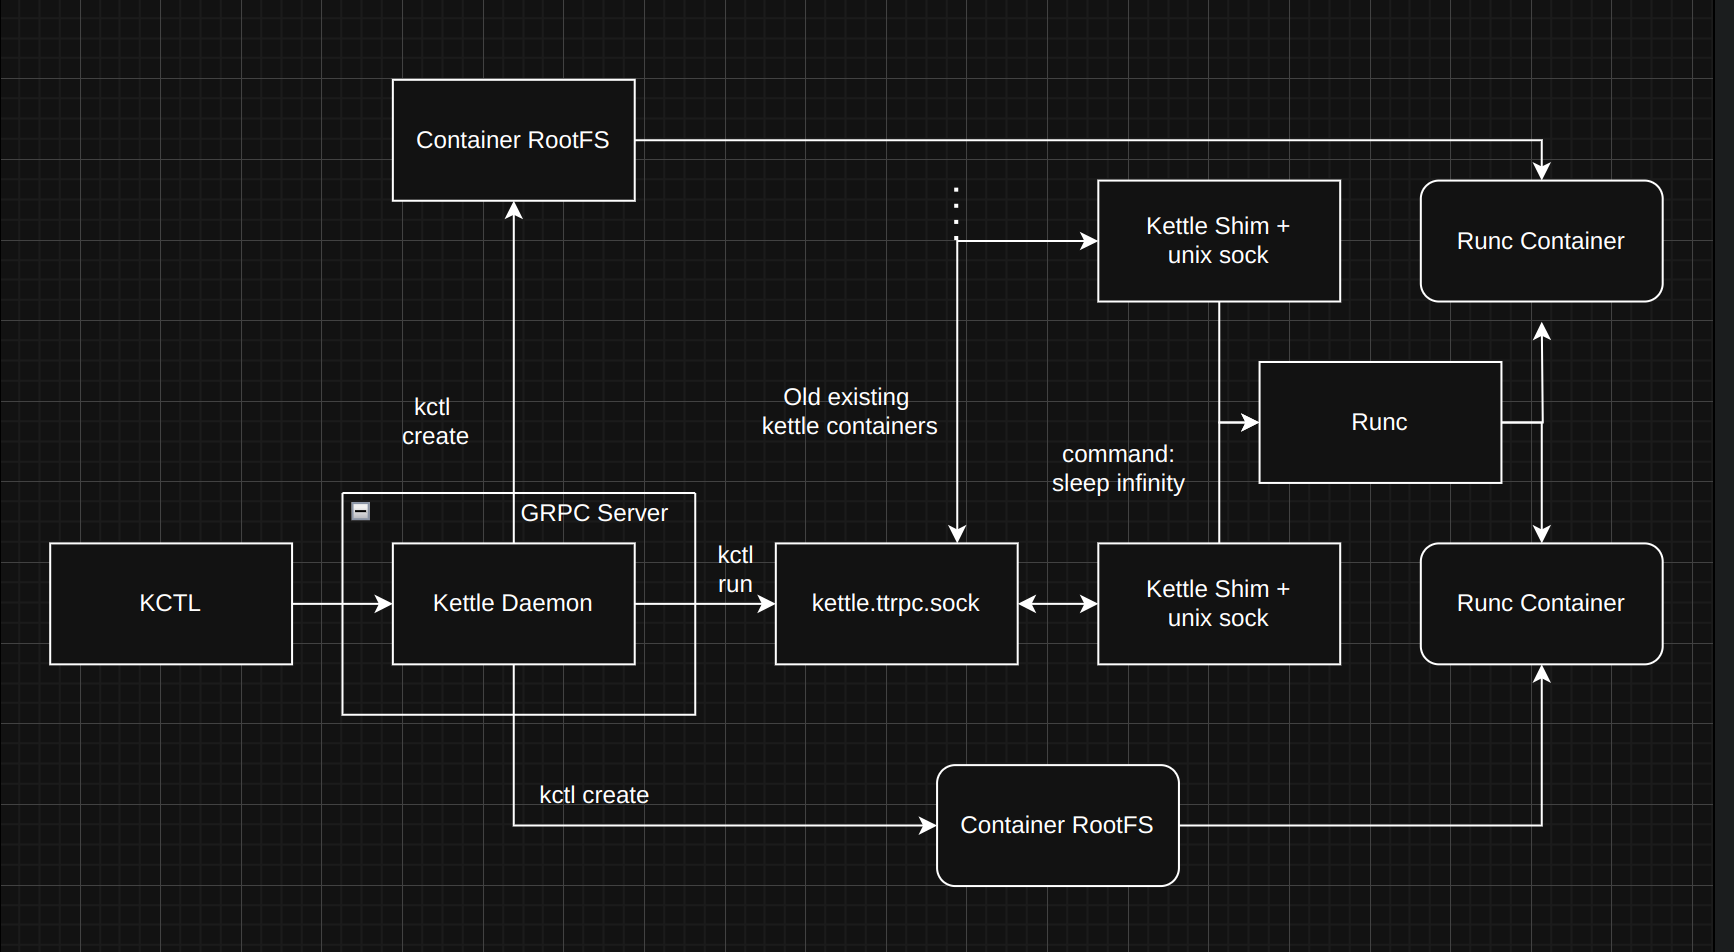 Container RootFS
Kettle Shim +
unix sock
Runc Container
kctl
create
Old existing
kettle containers
Runc
command:
sleep infinity
GRPC Server
kctl
run
KCTL
Kettle Daemon
kettle.ttrpc.sock
Kettle Shim +
unix sock
Runc Container
kctl create
Container RootFS